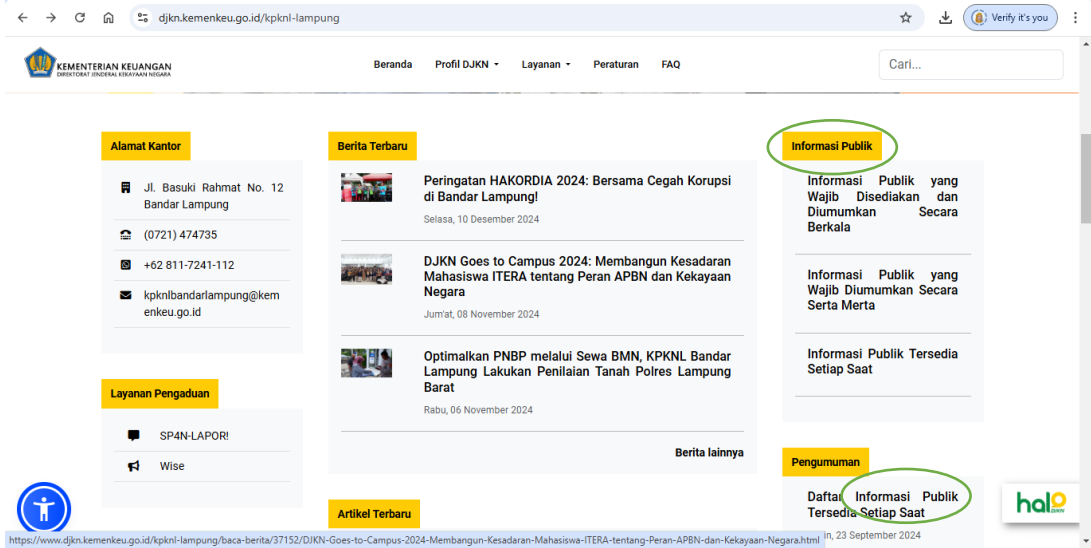 djkn.kemenkeu.go.id/kpknl-lampung
Verify it's you
KEMENTERIAN KEUANGAN
DIREKTORAT JENDERAL KEKAYAAN NEGARA
Beranda
Profil DJKN
Layanan
Peraturan
FAQ
Cari...
Alamat Kantor
Jl. Basuki Rahmat No. 12
Bandar Lampung
(0721) 474735
+62 811-7241-112
kpknlbandarlampung@kem
enkeu.go.id
Layanan Pengaduan
SP4N-LAPOR!
Wise
Berita Terbaru
Peringatan HAKORDIA 2024: Bersama Cegah Korupsi
di Bandar Lampung!
Selasa, 10 Desember 2024
DJKN Goes to Campus 2024: Membangun Kesadaran
Mahasiswa ITERA tentang Peran APBN dan Kekayaan
Negara
Jum'at, 08 November 2024
Optimalkan PNBP melalui Sewa BMN, KPKNL Bandar
Lampung Lakukan Penilaian Tanah Polres Lampung
Barat
Rabu, 06 November 2024
Berita lainnya
Artikel Terbaru
Informasi Publik
Informasi Publik yang
Wajib Disediakan dan
Diumumkan Secara
Berkala
Informasi Publik yang
Wajib Diumumkan Secara
Serta Merta
Informasi Publik Tersedia
Setiap Saat
Pengumuman
Daftar Informasi Publik
Tersedia Setiap Saat
in, 23 September 2024
halo
DJKN
https://www.djkn.kemenkeu.go.id/kpknl-lampung/baca-berita/37152/DJKN-Goes-to-Campus-2024-Membangun-Kesadaran-Mahasiswa-ITERA-tentang-Peran-APBN-dan-Kekayaan-Negara.html